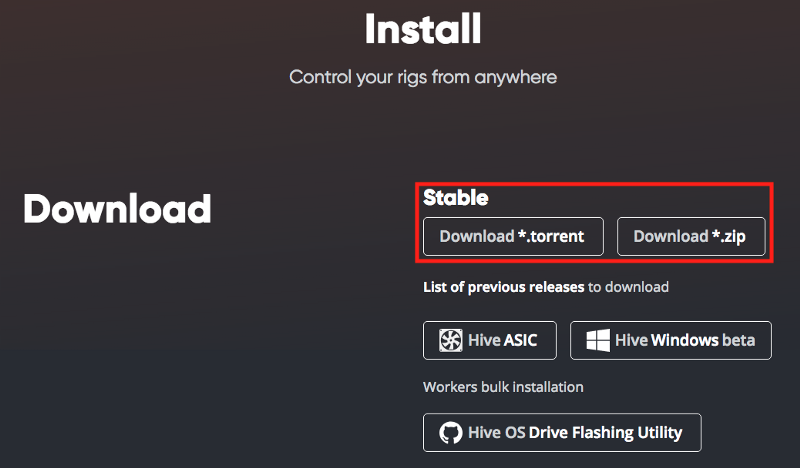 Install
Control your rigs from anywhere
Download
Stable
Download *.torrent
Download *.zip
List of previous releases to download
Hive ASIC
Hive Windows beta
Workers bulk installation
Hive OS Drive Flashing Utility